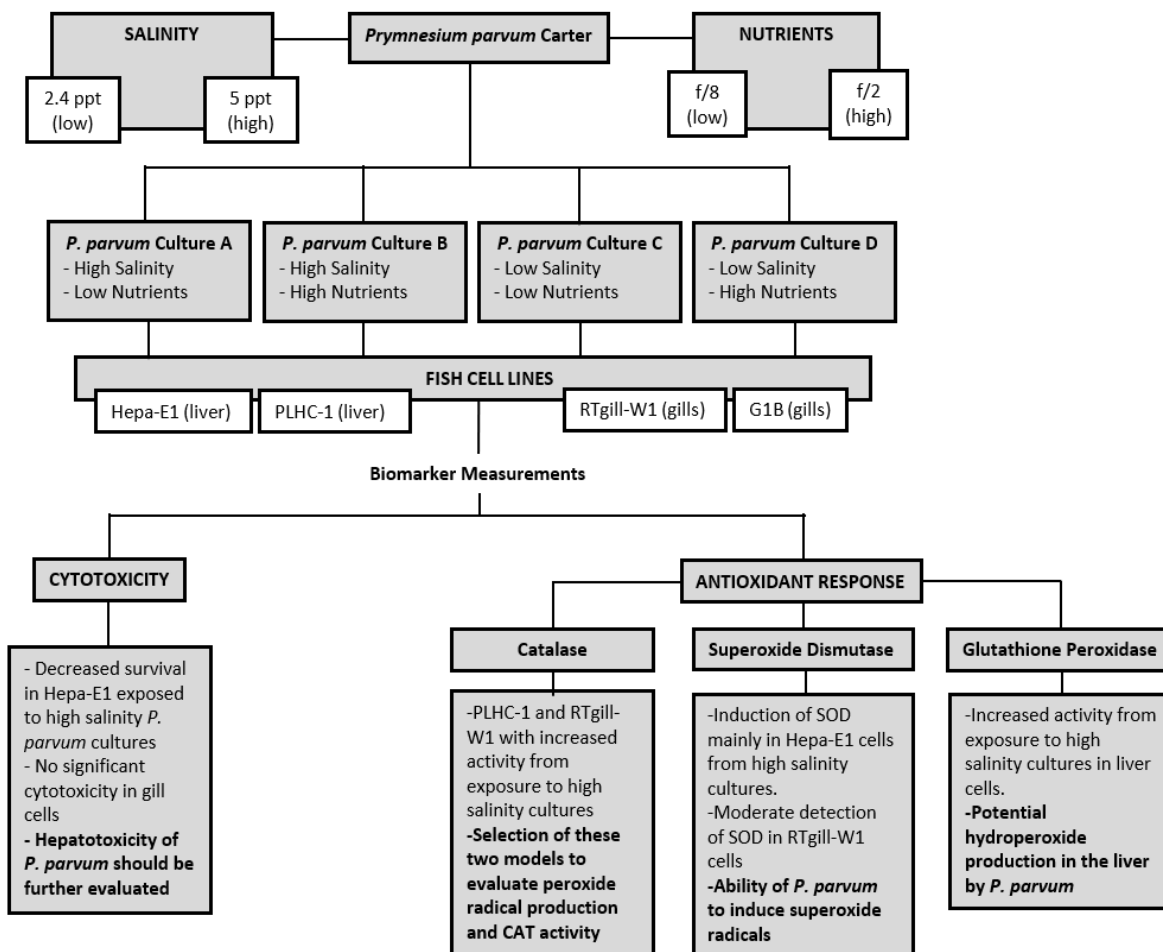 SALINITY
Prymnesium parvum Carter
NUTRIENTS
2.4 ppt
(low)
5 ppt
(high)
f/8
(low)
f/2
(high)
P. parvum Culture A
- High Salinity
- Low Nutrients
P. parvum Culture B
- High Salinity
- High Nutrients
P. parvum Culture C
- Low Salinity
- Low Nutrients
P. parvum Culture D
- Low Salinity
- High Nutrients
FISH CELL LINES
Hepa-E1 (liver)
PLHC-1 (liver)
RTgill-W1 (gills)
G1B (gills)
Biomarker Measurements
CYTOTOXICITY
- Decreased survival
in Hepa-E1 exposed
to high salinity P.
parvum cultures
- No significant
cytotoxicity in gill
cells
- Hepatotoxicity of
P. parvum should be
further evaluated
ANTIOXIDANT RESPONSE
Catalase
-PLHC-1 and RTgill-
W1 with increased
activity from
exposure to high
salinity cultures
-Selection of these
two models to
evaluate peroxide
radical production
and CAT activity
Superoxide Dismutase
-Induction of SOD
mainly in Hepa-E1 cells
from high salinity
cultures.
-Moderate detection
of SOD in RTgill-W1
cells
-Ability of P. parvum
to induce superoxide
radicals
Glutathione Peroxidase
-Increased activity from
exposure to high
salinity cultures in liver
cells.
-Potential
hydroperoxide
production in the liver
by P. parvum